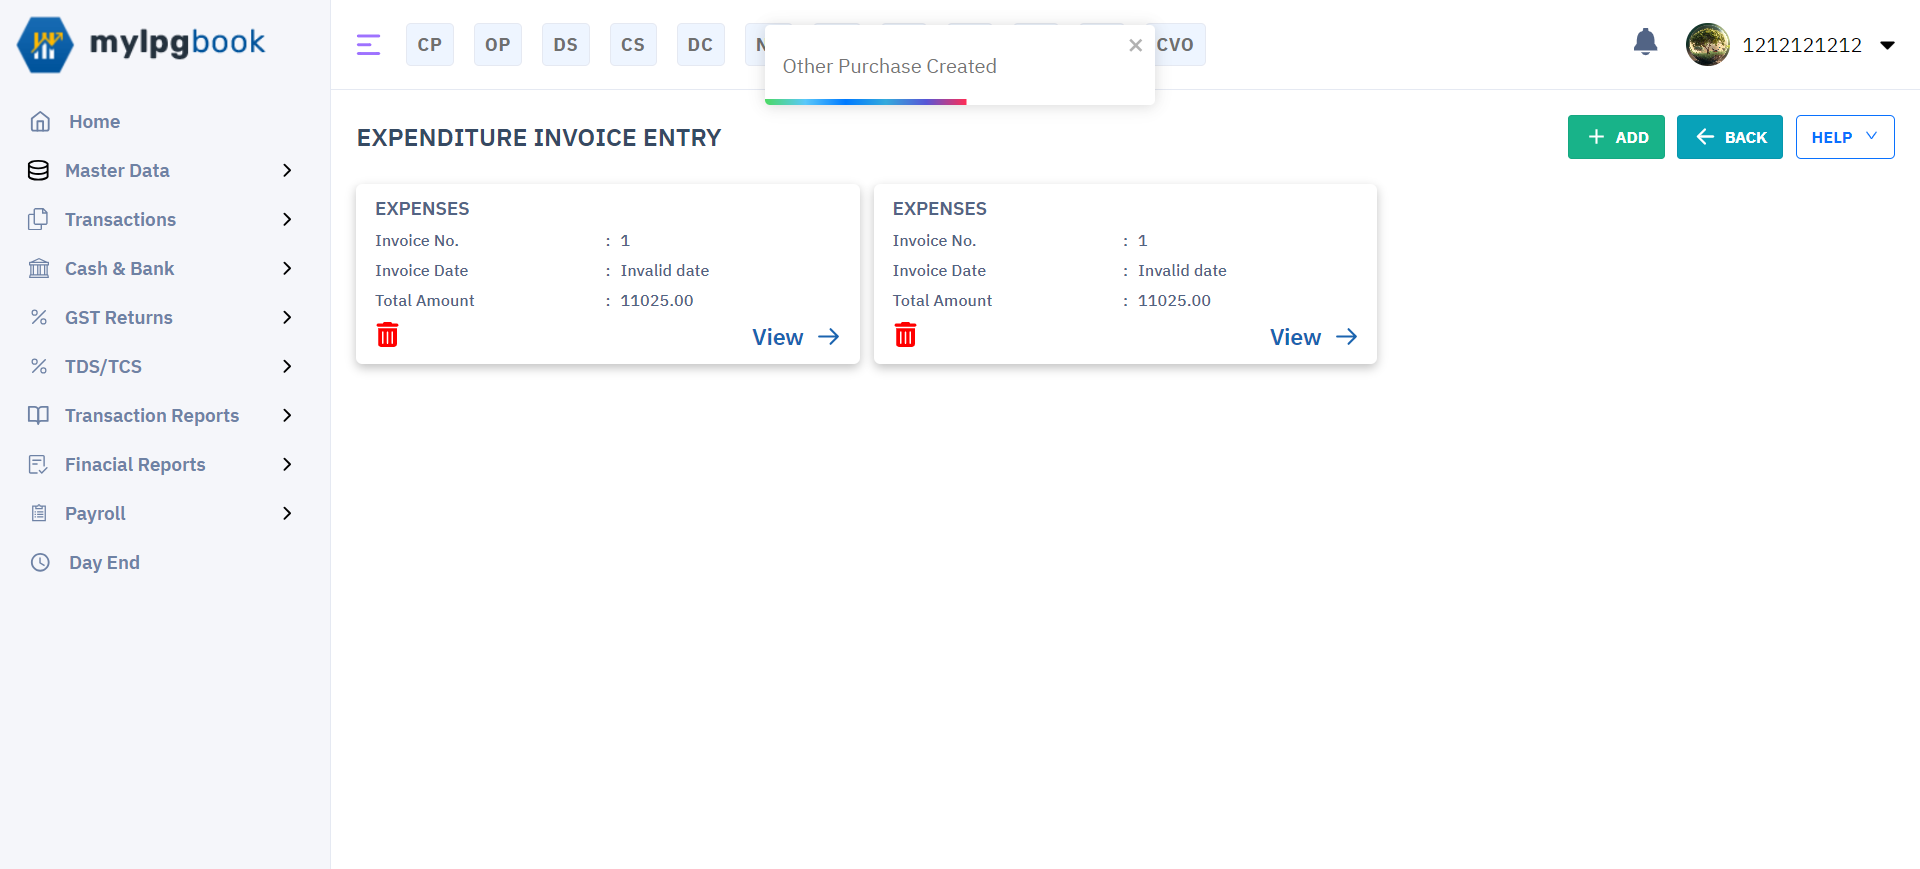 mylpgbook
CP OP DS CS DC CVO
Other Purchase Created
1212121212
Home
Master Data
Transactions
Cash & Bank
GST Returns
TDS/TCS
Transaction Reports
Finacial Reports
Payroll
Day End
EXPENDITURE INVOICE ENTRY
ADD
BACK
HELP
EXPENSES
Invoice No. : 1
Invoice Date : Invalid date
Total Amount : 11025.00
View
EXPENSES
Invoice No. : 1
Invoice Date : Invalid date
Total Amount : 11025.00
View